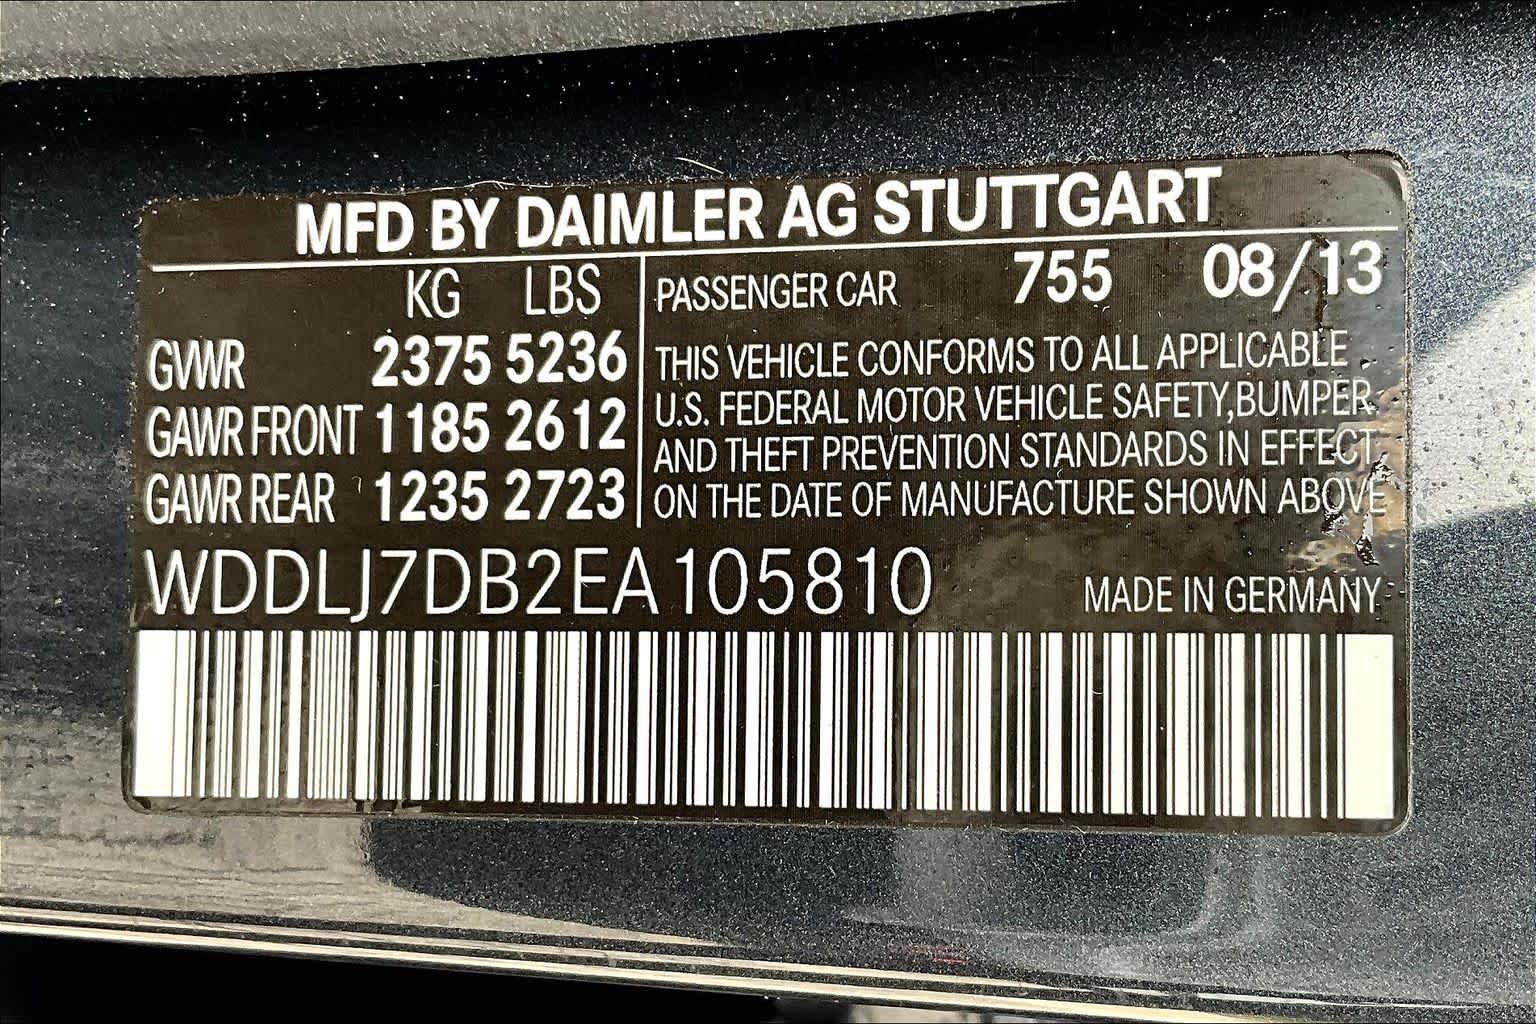 MFD BY DAIMLER AG STUTTGART
KG LBS
GVWR 2375 5236
GAWR FRONT 1185 2612
GAWR REAR 1235 2723
PASSENGER CAR 755 08/13
THIS VEHICLE CONFORMS TO ALL APPLICABLE
U.S. FEDERAL MOTOR VEHICLE SAFETY,BUMPER
AND THEFT PREVENTION STANDARDS IN EFFECT
ON THE DATE OF MANUFACTURE SHOWN ABOVE
WDDLJ7DB2EA105810
MADE IN GERMANY